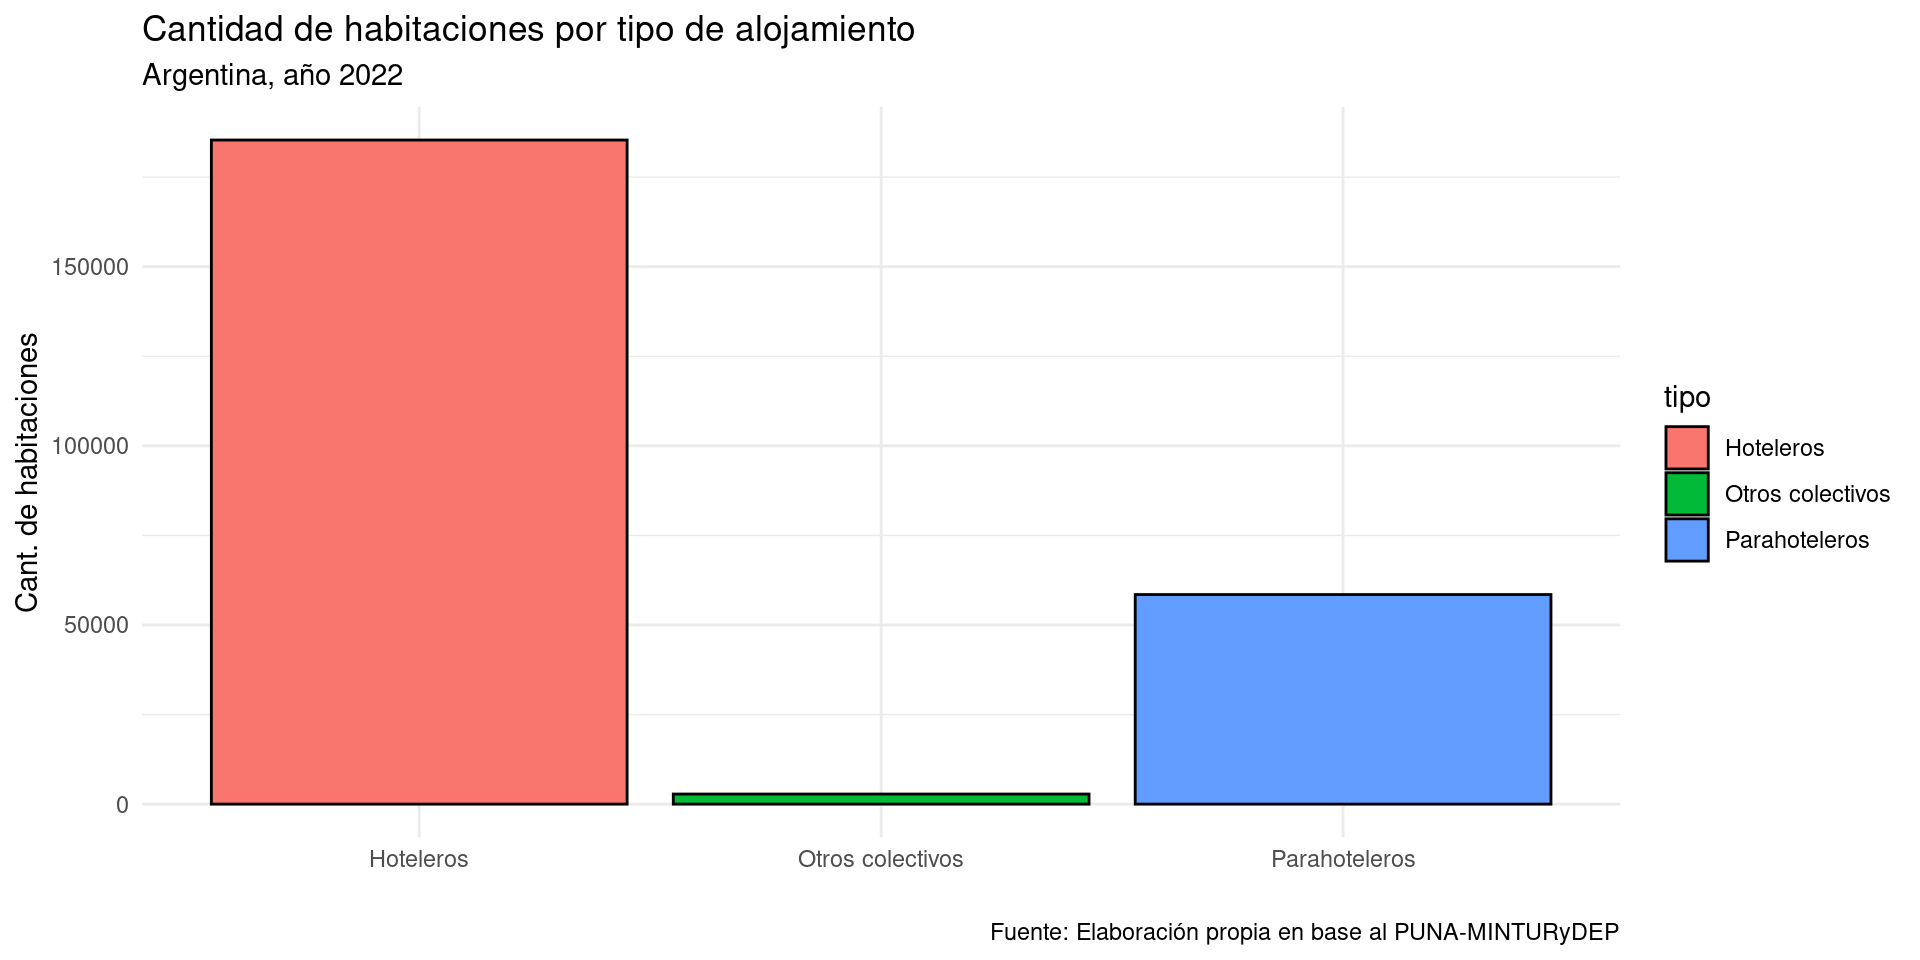 Cantidad de habitaciones por tipo de alojamiento
Argentina, año 2022
Cant. de habitaciones
150000
100000
50000
0
Hoteleros
Otros colectivos
Parahoteleros
tipo
Hoteleros
Otros colectivos
Parahoteleros
Fuente: Elaboración propia en base al PUNA-MINTURyDEP